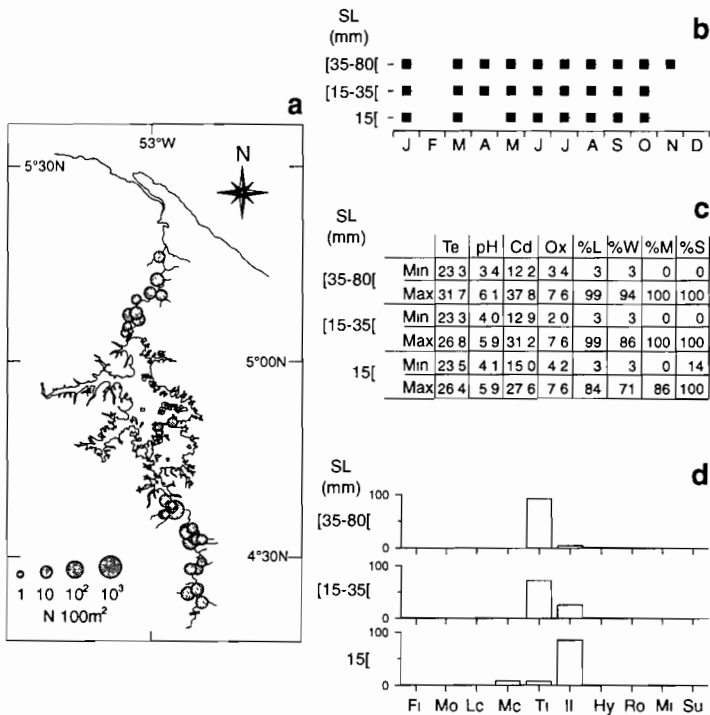 a
53°W
5°30N
N
5°00N
4°30N
1 10 10² 10³
N 100m²
b
SL
(mm)
[35-80[
[15-35[
15[
J F M A M J J A S O N D
c
SL
(mm)
Te pH Cd Ox %L %W %M %S
[35-80[
Min 23 3 3 4 12 2 3 4 3 3 0 0
Max 31 7 6 1 37 8 7 6 99 94 100 100
[15-35[
Min 23 3 4 0 12 9 2 0 3 3 0 0
Max 26 8 5 9 31 2 7 6 99 86 100 100
15[
Min 23 5 4 1 15 0 4 2 3 3 0 14
Max 26 4 5 9 27 6 7 6 84 71 86 100
d
SL
(mm)
100
[35-80[
0
100
[15-35[
0
100
15[
0
Fi Mo Lc Mc Ti Il Hy Ro Mi Su